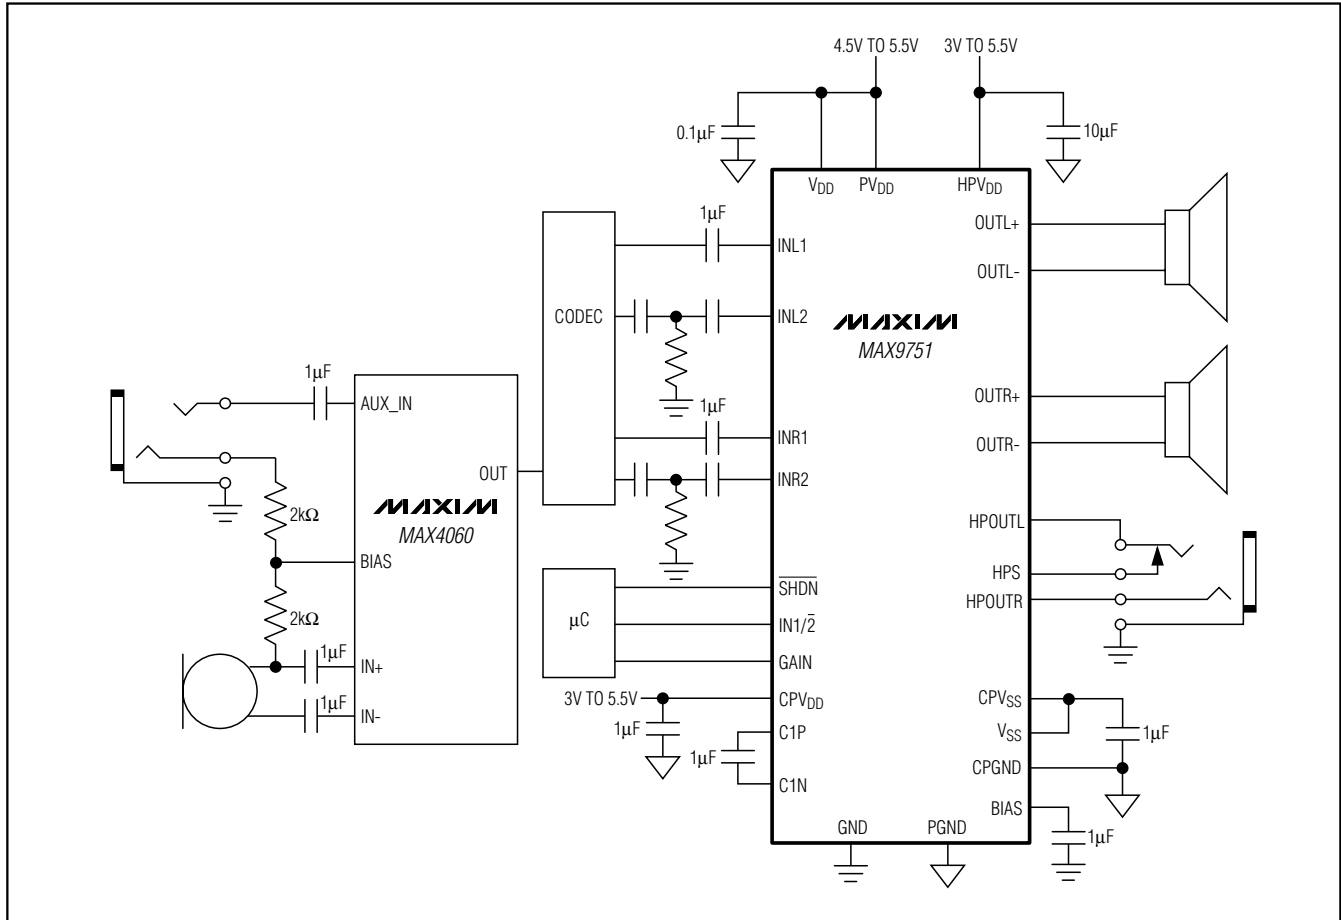 4.5V TO 5.5V 3V TO 5.5V
0.1µF 10µF
VDD PVDD HPVDD
1µF
INL1 OUTL+
OUTL-
CODEC INL2
MAXIM
MAX9751
1µF
AUX_IN
1µF
OUTR+
INR1 OUTR-
OUT INR2
2kΩ
MAXIM
MAX4060
HPOUTL
BIAS
HPS
SHDN
HPOUTR
2kΩ
µC IN1/2̅
GAIN
1µF
IN+
3V TO 5.5V CPVDD CPVSS
1µF
IN-
1µF C1P VSS 1µF
1µF
CPGND
C1N
BIAS
GND PGND 1µF